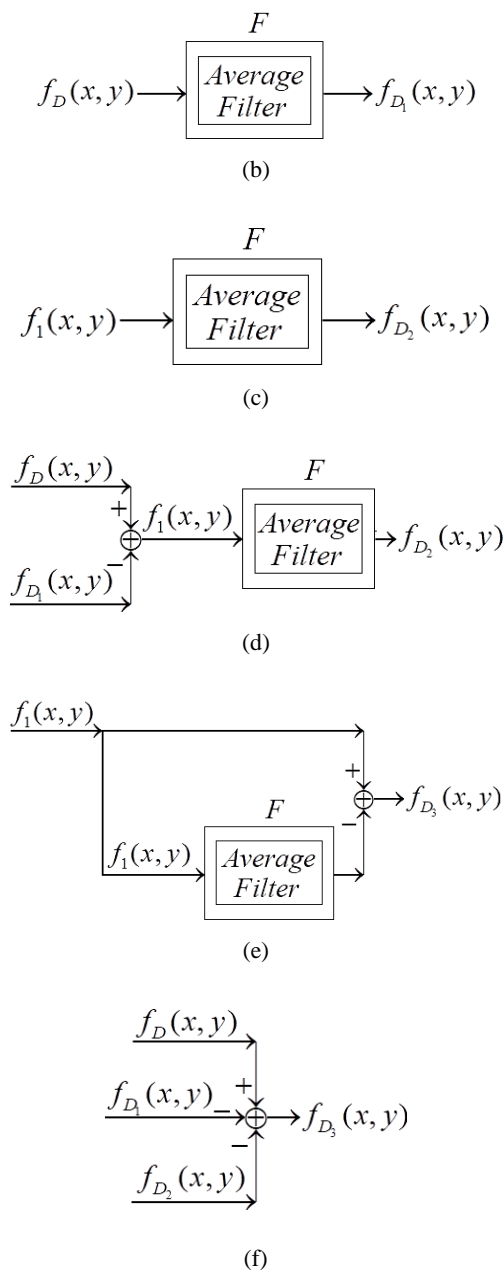 F
f_D(x, y) Average f_{D_1}(x, y)
Filter
(b)
F
f_1(x, y) Average f_{D_2}(x, y)
Filter
(c)
f_D(x, y) F
+ f_1(x, y) Average f_{D_2}(x, y)
f_{D_1}(x, y) − Filter
(d)
f_1(x, y)
+
F − f_{D_3}(x, y)
f_1(x, y) Average
Filter
(e)
f_D(x, y)
+
f_{D_1}(x, y) − f_{D_3}(x, y)
−
f_{D_2}(x, y)
(f)